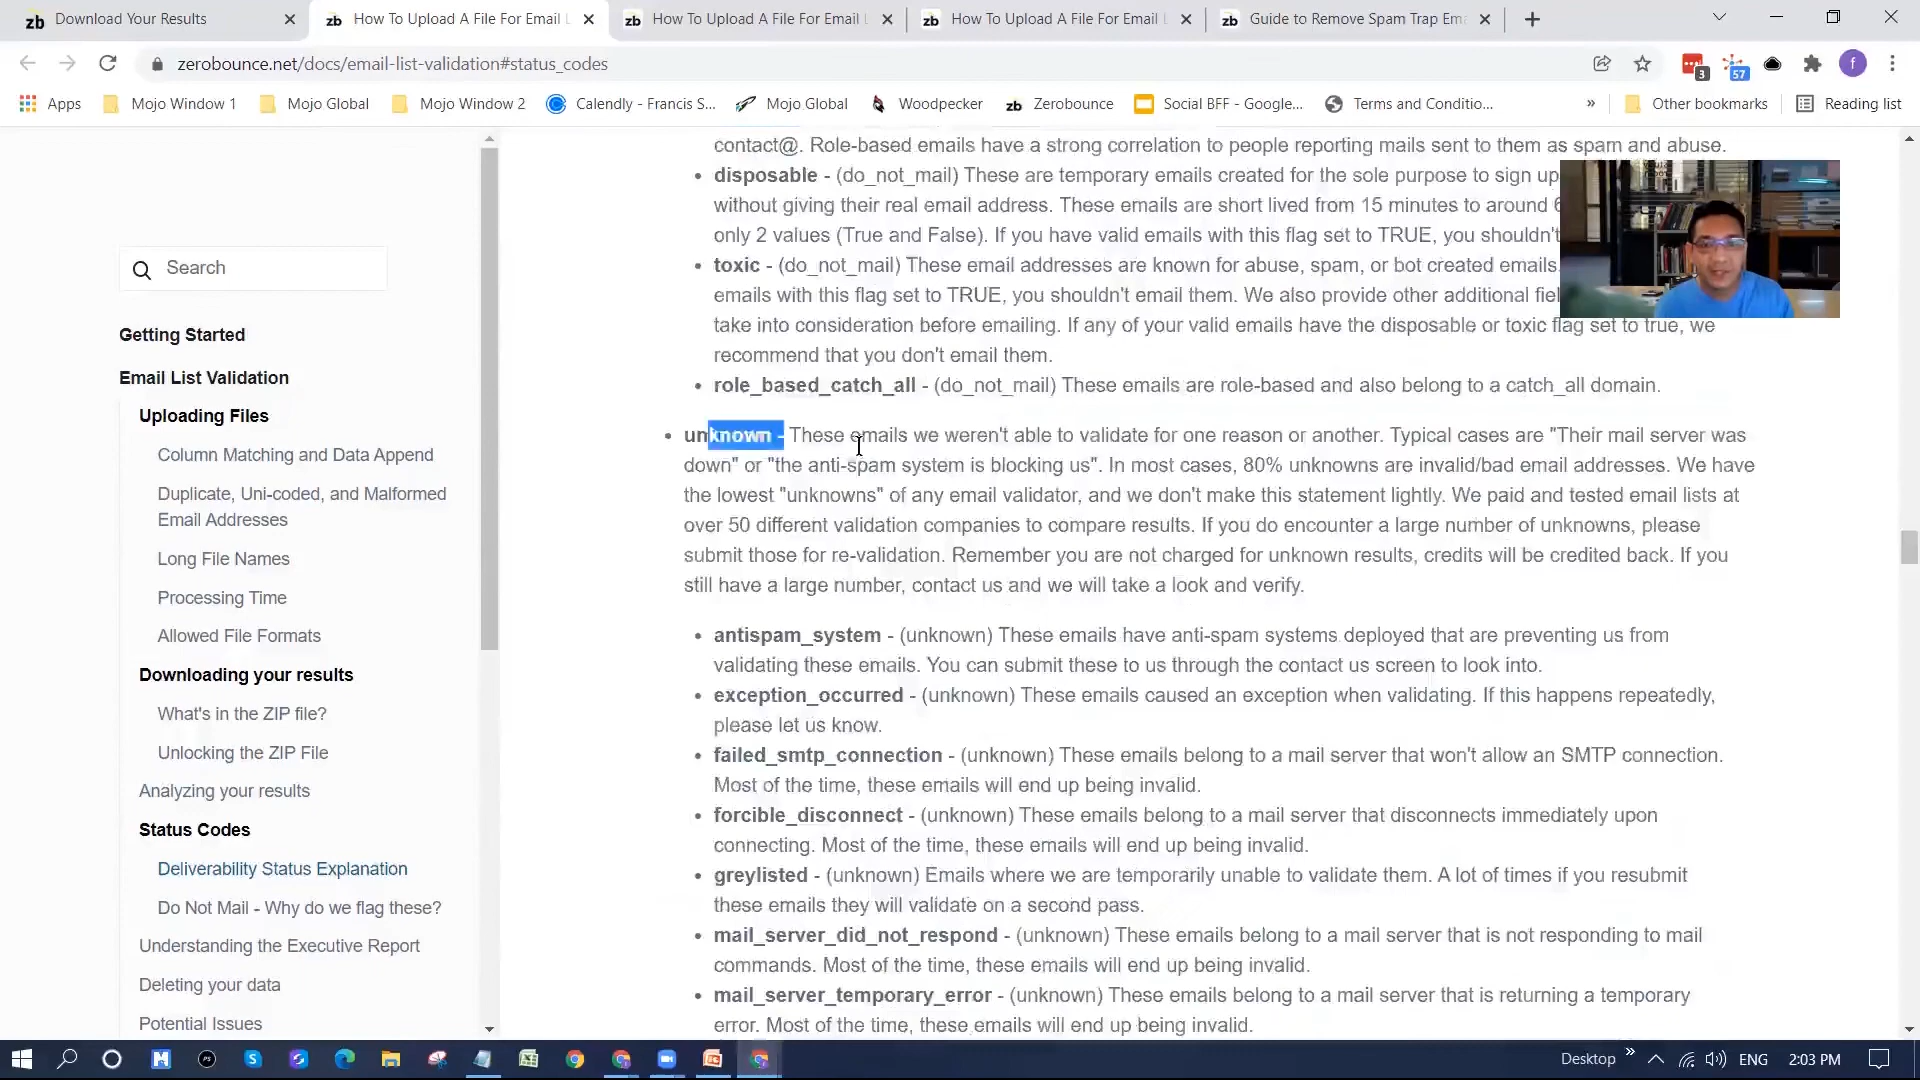 zb Download Your Results
zb How To Upload A File For Email
zb How To Upload A File For Email
zb How To Upload A File For Email
zb Guide to Remove Spam Trap Em
zerobounce.net/docs/email-list-validation#status_codes
3
57
f
Apps
Mojo Window 1
Mojo Global
Mojo Window 2
Calendly - Francis S...
Mojo Global
Woodpecker
zb Zerobounce
Social BFF - Google...
Terms and Conditio...
»
Other bookmarks
Reading list
Search
Getting Started
Email List Validation
Uploading Files
Column Matching and Data Append
Duplicate, Uni-coded, and Malformed
Email Addresses
Long File Names
Processing Time
Allowed File Formats
Downloading your results
What's in the ZIP file?
Unlocking the ZIP File
Analyzing your results
Status Codes
Deliverability Status Explanation
Do Not Mail - Why do we flag these?
Understanding the Executive Report
Deleting your data
Potential Issues
contact@. Role-based emails have a strong correlation to people reporting mails sent to them as spam and abuse.
• disposable - (do_not_mail) These are temporary emails created for the sole purpose to sign up
without giving their real email address. These emails are short lived from 15 minutes to around 6
only 2 values (True and False). If you have valid emails with this flag set to TRUE, you shouldn't
• toxic - (do_not_mail) These email addresses are known for abuse, spam, or bot created emails.
emails with this flag set to TRUE, you shouldn't email them. We also provide other additional fiel
take into consideration before emailing. If any of your valid emails have the disposable or toxic flag set to true, we
recommend that you don't email them.
• role_based_catch_all - (do_not_mail) These emails are role-based and also belong to a catch_all domain.
• unknown - These emails we weren't able to validate for one reason or another. Typical cases are "Their mail server was
down" or "the anti-spam system is blocking us". In most cases, 80% unknowns are invalid/bad email addresses. We have
the lowest "unknowns" of any email validator, and we don't make this statement lightly. We paid and tested email lists at
over 50 different validation companies to compare results. If you do encounter a large number of unknowns, please
submit those for re-validation. Remember you are not charged for unknown results, credits will be credited back. If you
still have a large number, contact us and we will take a look and verify.
• antispam_system - (unknown) These emails have anti-spam systems deployed that are preventing us from
validating these emails. You can submit these to us through the contact us screen to look into.
• exception_occurred - (unknown) These emails caused an exception when validating. If this happens repeatedly,
please let us know.
• failed_smtp_connection - (unknown) These emails belong to a mail server that won't allow an SMTP connection.
Most of the time, these emails will end up being invalid.
• forcible_disconnect - (unknown) These emails belong to a mail server that disconnects immediately upon
connecting. Most of the time, these emails will end up being invalid.
• greylisted - (unknown) Emails where we are temporarily unable to validate them. A lot of times if you resubmit
these emails they will validate on a second pass.
• mail_server_did_not_respond - (unknown) These emails belong to a mail server that is not responding to mail
commands. Most of the time, these emails will end up being invalid.
• mail_server_temporary_error - (unknown) These emails belong to a mail server that is returning a temporary
error. Most of the time, these emails will end up being invalid.
Desktop
»
ENG
2:03 PM